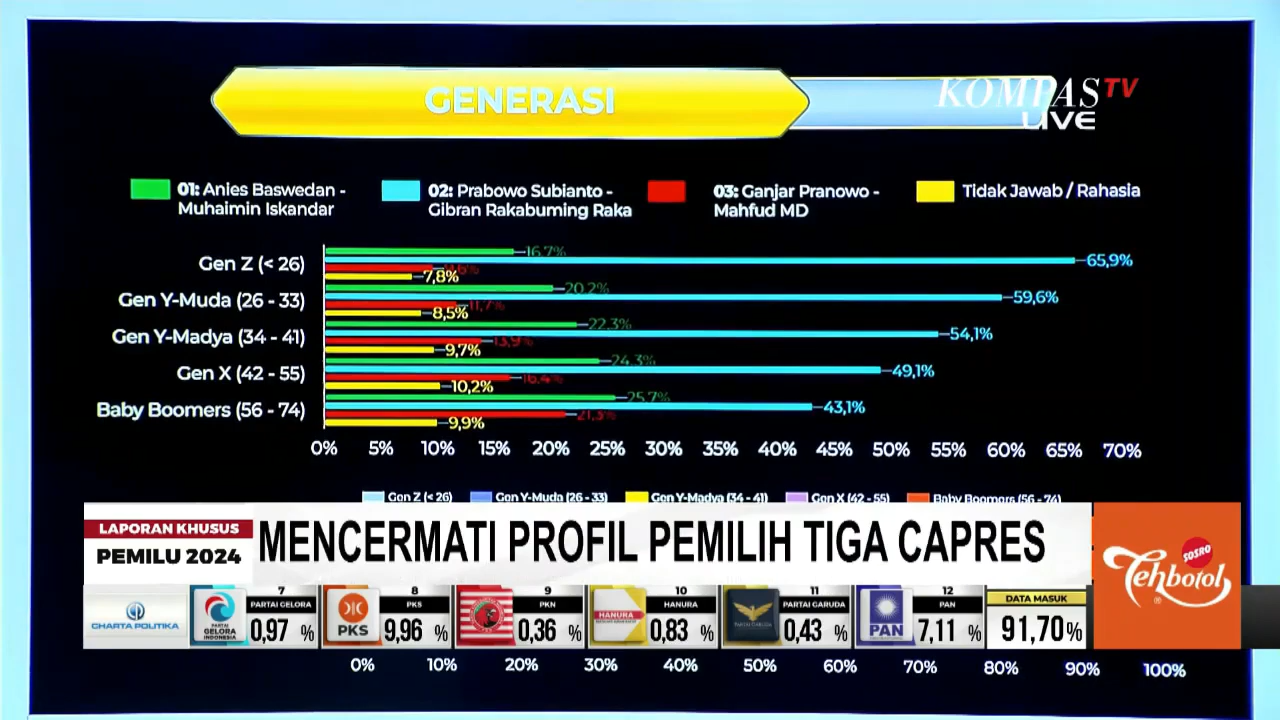 GENERASI
KOMPAS TV
LIVE
01: Anies Baswedan -
Muhaimin Iskandar
02: Prabowo Subianto -
Gibran Rakabuming Raka
03: Ganjar Pranowo -
Mahfud MD
Tidak Jawab / Rahasia
Gen Z (< 26)
16,7%
65,9%
7,8%
Gen Y-Muda (26 - 33)
20,2%
59,6%
11,7%
8,5%
Gen Y-Madya (34 - 41)
22,3%
54,1%
13,9%
9,7%
Gen X (42 - 55)
24,3%
49,1%
16,4%
10,2%
Baby Boomers (56 - 74)
25,7%
43,1%
21,3%
9,9%
0% 5% 10% 15% 20% 25% 30% 35% 40% 45% 50% 55% 60% 65% 70%
Gen Z (< 26) Gen Y-Muda (26 - 33) Gen Y-Madya (34 - 41) Gen X (42 - 55) Baby Boomers (56 - 74)
LAPORAN KHUSUS
PEMILU 2024
MENCERMATI PROFIL PEMILIH TIGA CAPRES
SOSRO
Tehbotol
CHARTA POLITIKA
PARTAI
GELORA
INDONESIA
7
PARTAI GELORA
0,97 %
PKS
8
PKS
9,96 %
9
PKN
0,36 %
HANURA
10
HANURA
0,83 %
PARTAI GARUDA
11
PARTAI GARUDA
0,43 %
PAN
12
PAN
7,11 %
DATA MASUK
91,70%
0% 10% 20% 30% 40% 50% 60% 70% 80% 90% 100%